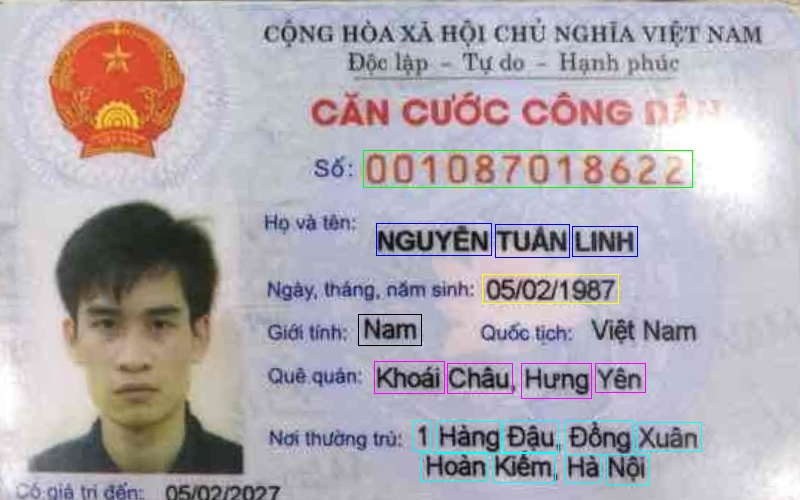 CỘNG HÒA XÃ HỘI CHỦ NGHĨA VIỆT NAM
Độc lập - Tự do - Hạnh phúc
CĂN CƯỚC CÔNG DÂN
Số: 001087018622
Họ và tên:
NGUYỄN TUẤN LINH
Ngày, tháng, năm sinh: 05/02/1987
Giới tính: Nam Quốc tịch: Việt Nam
Quê quán: Khoái Châu, Hưng Yên
Nơi thường trú: 1 Hàng Đậu, Đồng Xuân
Hoàn Kiếm, Hà Nội
Có giá trị đến: 05/02/2027